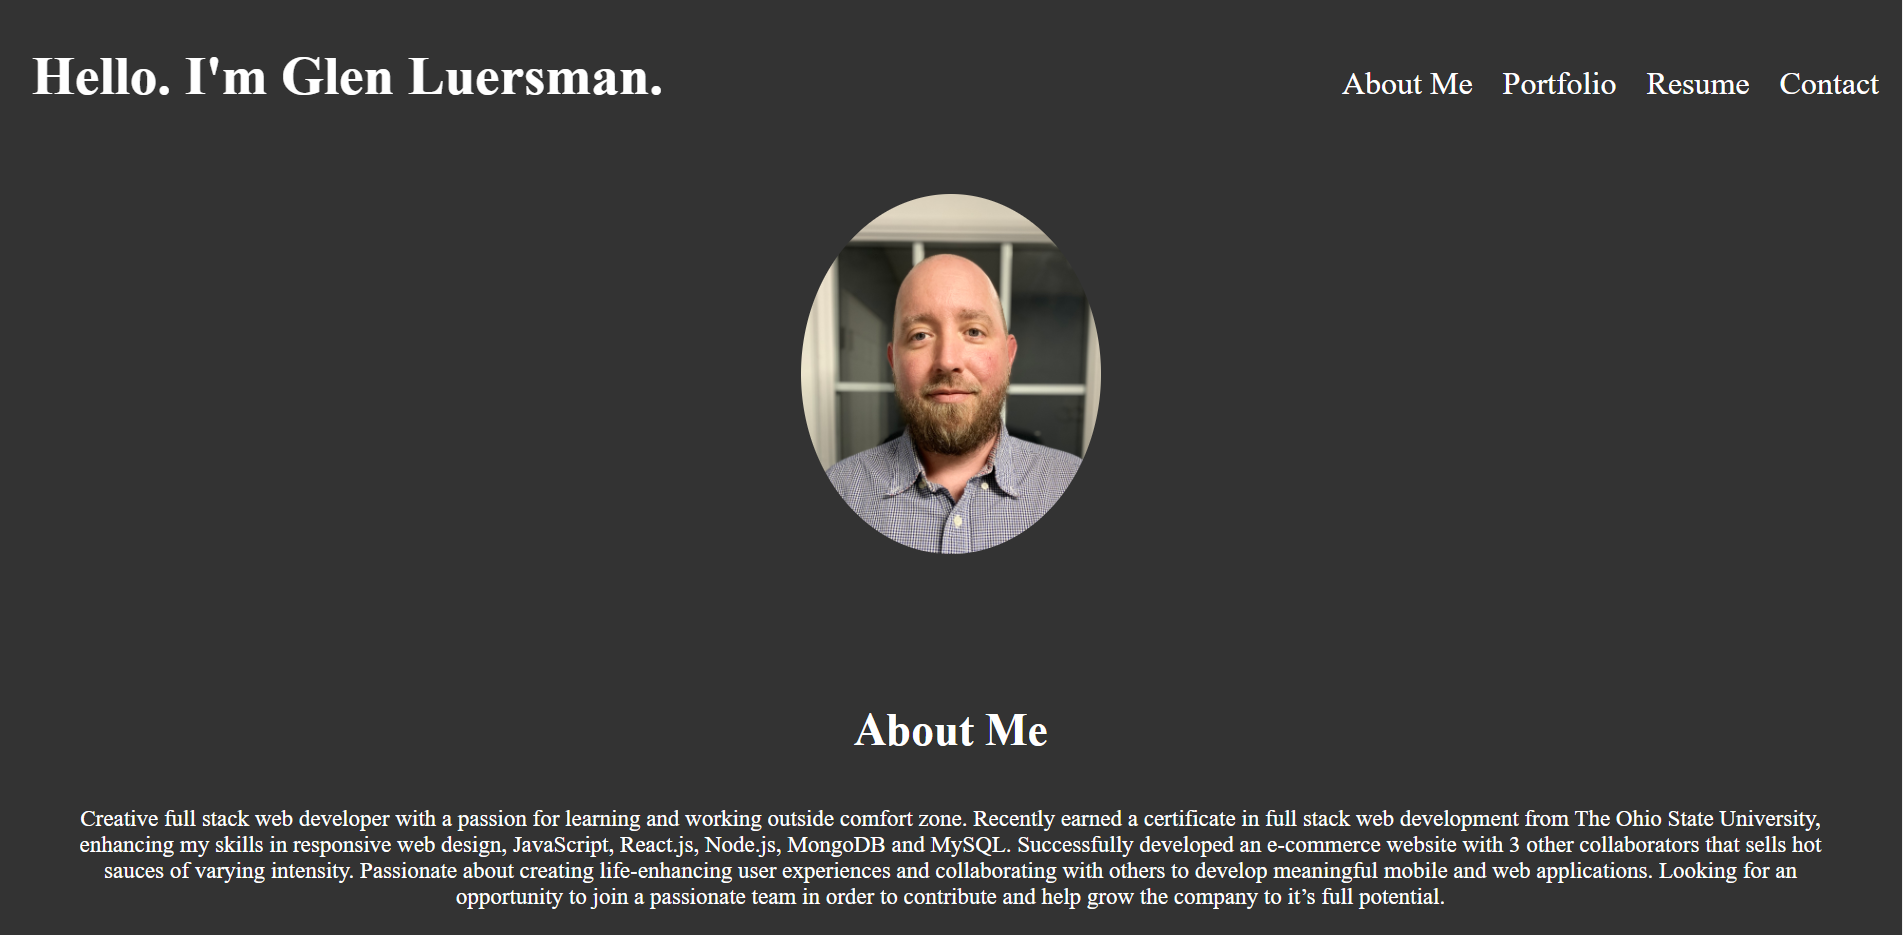 Hello. I'm Glen Luersman.
About Me Portfolio Resume Contact
About Me
Creative full stack web developer with a passion for learning and working outside comfort zone. Recently earned a certificate in full stack web development from The Ohio State University,
enhancing my skills in responsive web design, JavaScript, React.js, Node.js, MongoDB and MySQL. Successfully developed an e-commerce website with 3 other collaborators that sells hot
sauces of varying intensity. Passionate about creating life-enhancing user experiences and collaborating with others to develop meaningful mobile and web applications. Looking for an
opportunity to join a passionate team in order to contribute and help grow the company to it’s full potential.